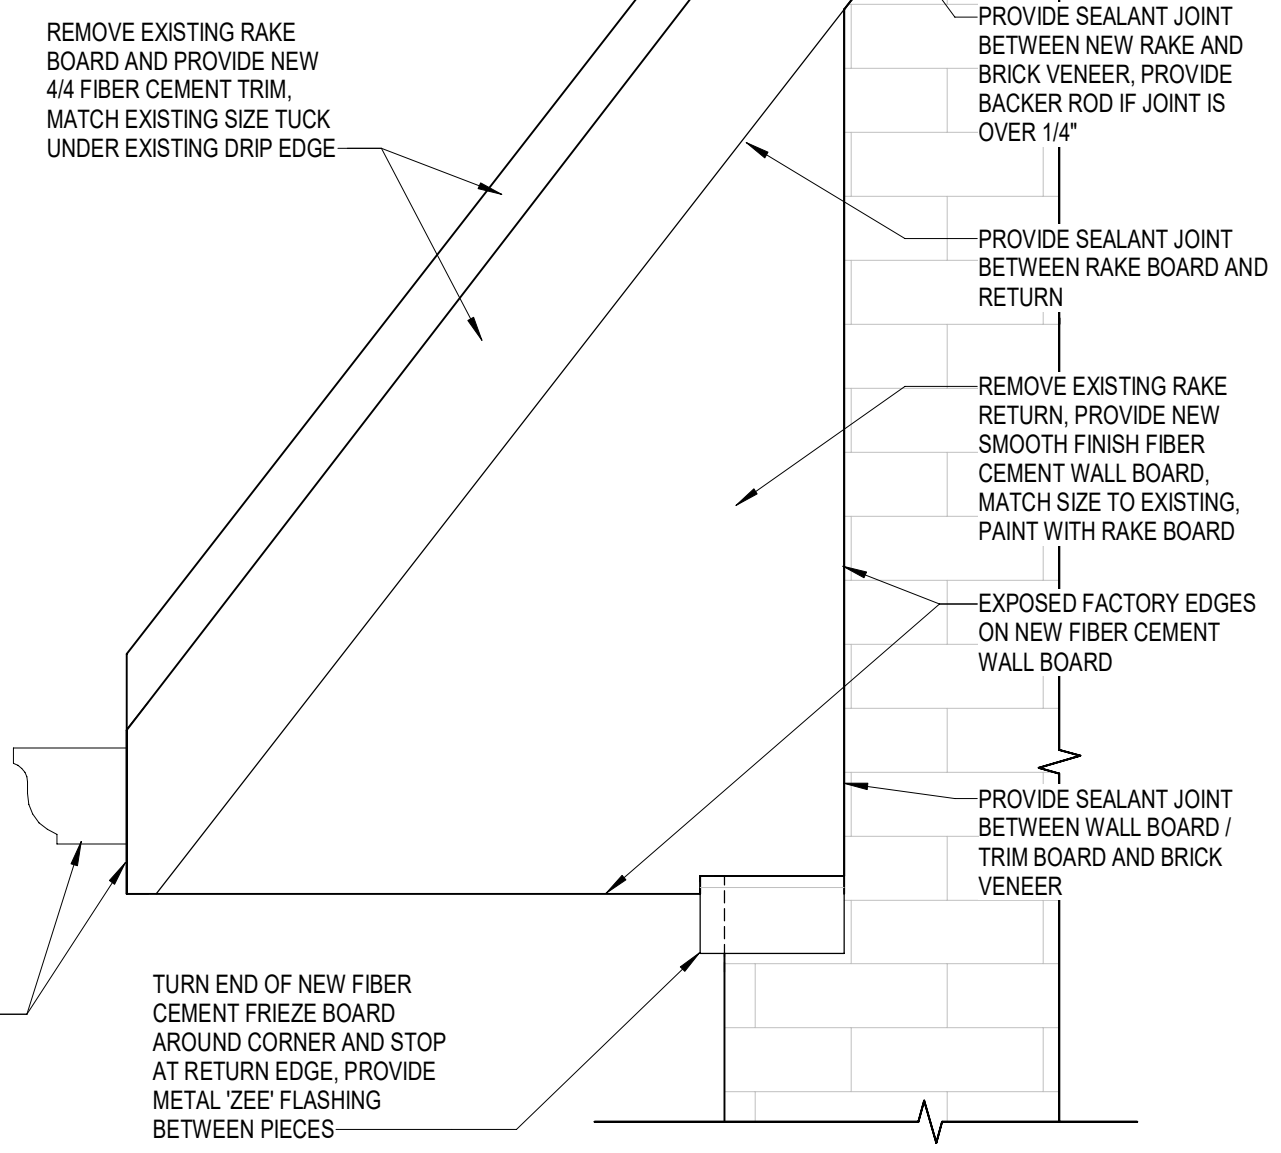 REMOVE EXISTING RAKE
BOARD AND PROVIDE NEW
4/4 FIBER CEMENT TRIM,
MATCH EXISTING SIZE TUCK
UNDER EXISTING DRIP EDGE
PROVIDE SEALANT JOINT
BETWEEN NEW RAKE AND
BRICK VENEER, PROVIDE
BACKER ROD IF JOINT IS
OVER 1/4"
PROVIDE SEALANT JOINT
BETWEEN RAKE BOARD AND
RETURN
REMOVE EXISTING RAKE
RETURN, PROVIDE NEW
SMOOTH FINISH FIBER
CEMENT WALL BOARD,
MATCH SIZE TO EXISTING,
PAINT WITH RAKE BOARD
EXPOSED FACTORY EDGES
ON NEW FIBER CEMENT
WALL BOARD
PROVIDE SEALANT JOINT
BETWEEN WALL BOARD /
TRIM BOARD AND BRICK
VENEER
TURN END OF NEW FIBER
CEMENT FRIEZE BOARD
AROUND CORNER AND STOP
AT RETURN EDGE, PROVIDE
METAL 'ZEE' FLASHING
BETWEEN PIECES